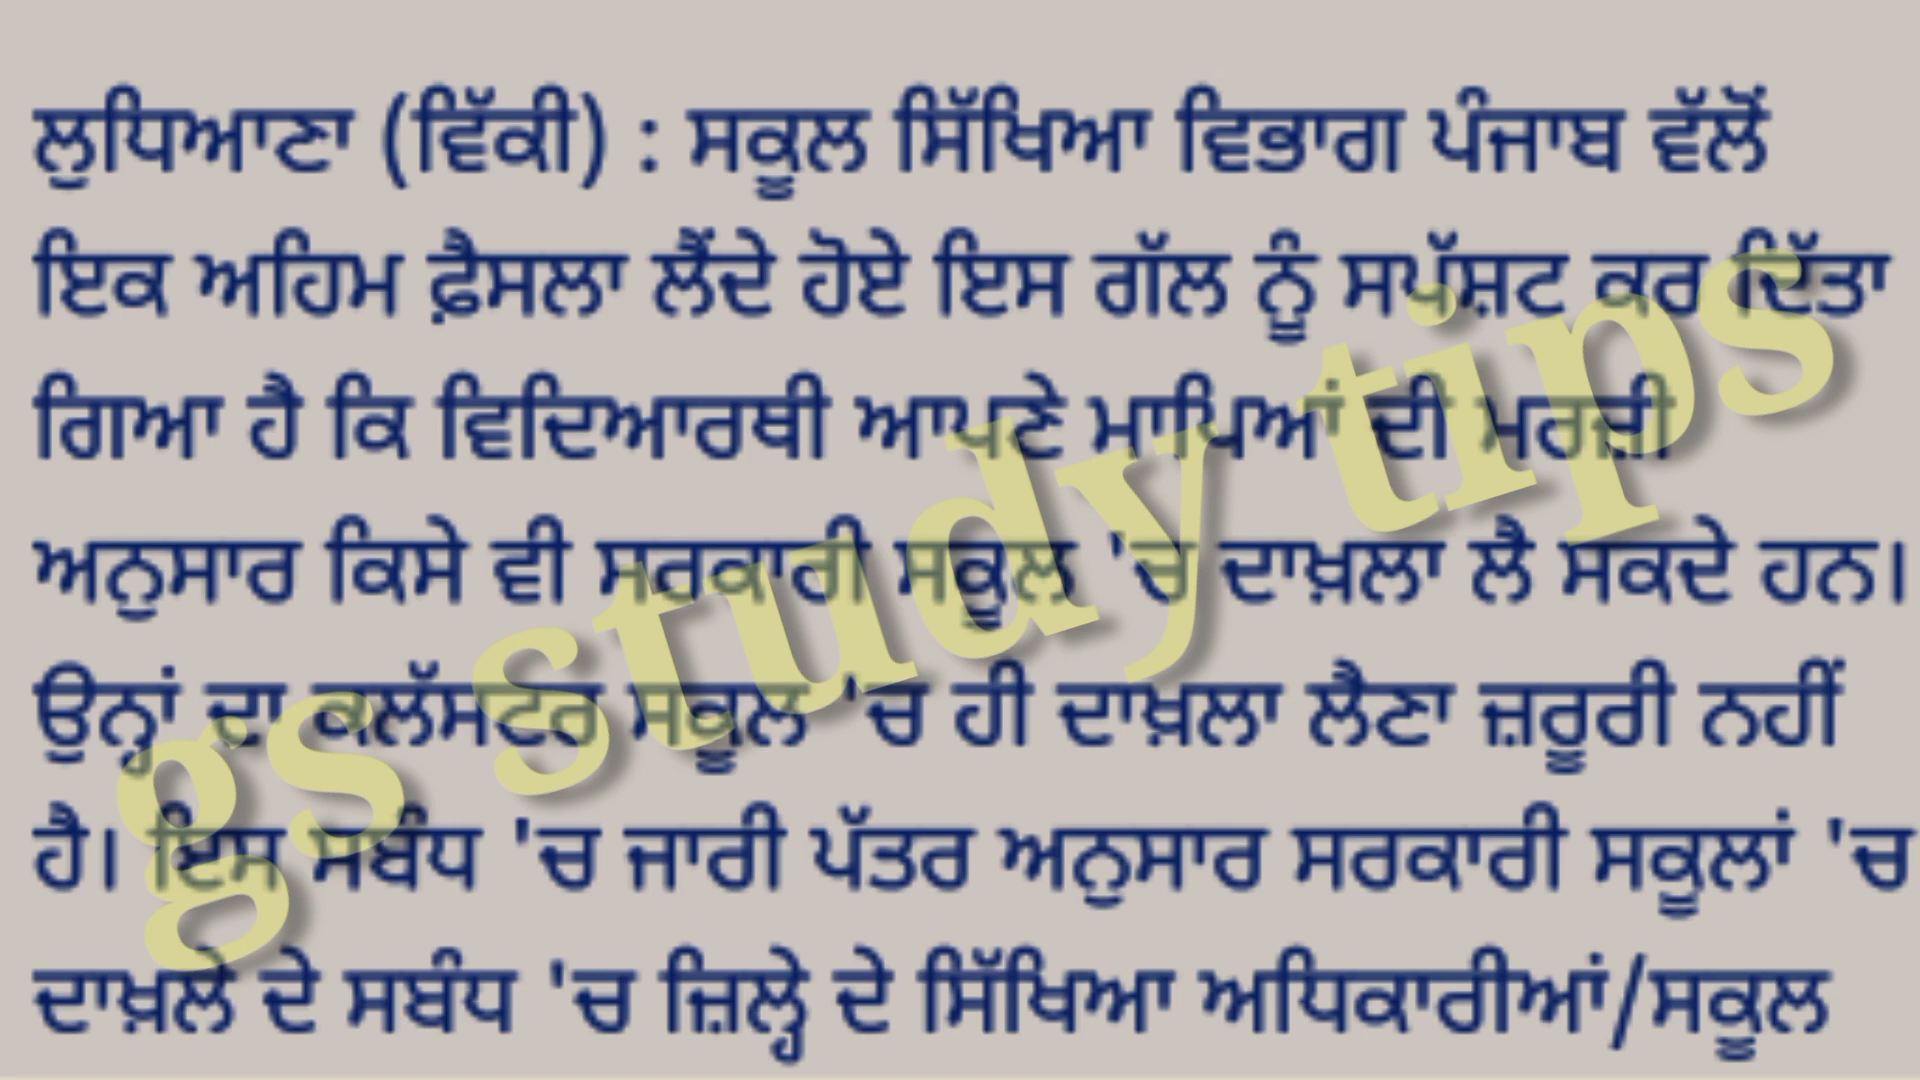 ਲੁਧਿਆਣਾ (ਵਿੱਕੀ) : ਸਕੂਲ ਸਿੱਖਿਆ ਵਿਭਾਗ ਪੰਜਾਬ ਵੱਲੋਂ
ਇਕ ਅਹਿਮ ਫ਼ੈਸਲਾ ਲੈਂਦੇ ਹੋਏ ਇਸ ਗੱਲ ਨੂੰ ਸਪੱਸ਼ਟ ਕਰ ਦਿੱਤਾ
ਗਿਆ ਹੈ ਕਿ ਵਿਦਿਆਰਥੀ ਆਪਣੇ ਮਾਪਿਆਂ ਦੀ ਮਰਜ਼ੀ
ਅਨੁਸਾਰ ਕਿਸੇ ਵੀ ਸਰਕਾਰੀ ਸਕੂਲ 'ਚ ਦਾਖ਼ਲਾ ਲੈ ਸਕਦੇ ਹਨ।
ਉਨ੍ਹਾਂ ਦਾ ਕਲੱਸਟਰ ਸਕੂਲ 'ਚ ਹੀ ਦਾਖ਼ਲਾ ਲੈਣਾ ਜ਼ਰੂਰੀ ਨਹੀਂ
ਹੈ। ਇਸ ਸਬੰਧ 'ਚ ਜਾਰੀ ਪੱਤਰ ਅਨੁਸਾਰ ਸਰਕਾਰੀ ਸਕੂਲਾਂ 'ਚ
ਦਾਖ਼ਲੇ ਦੇ ਸਬੰਧ 'ਚ ਜ਼ਿਲ੍ਹੇ ਦੇ ਸਿੱਖਿਆ ਅਧਿਕਾਰੀਆਂ/ਸਕੂਲ
gs study tips